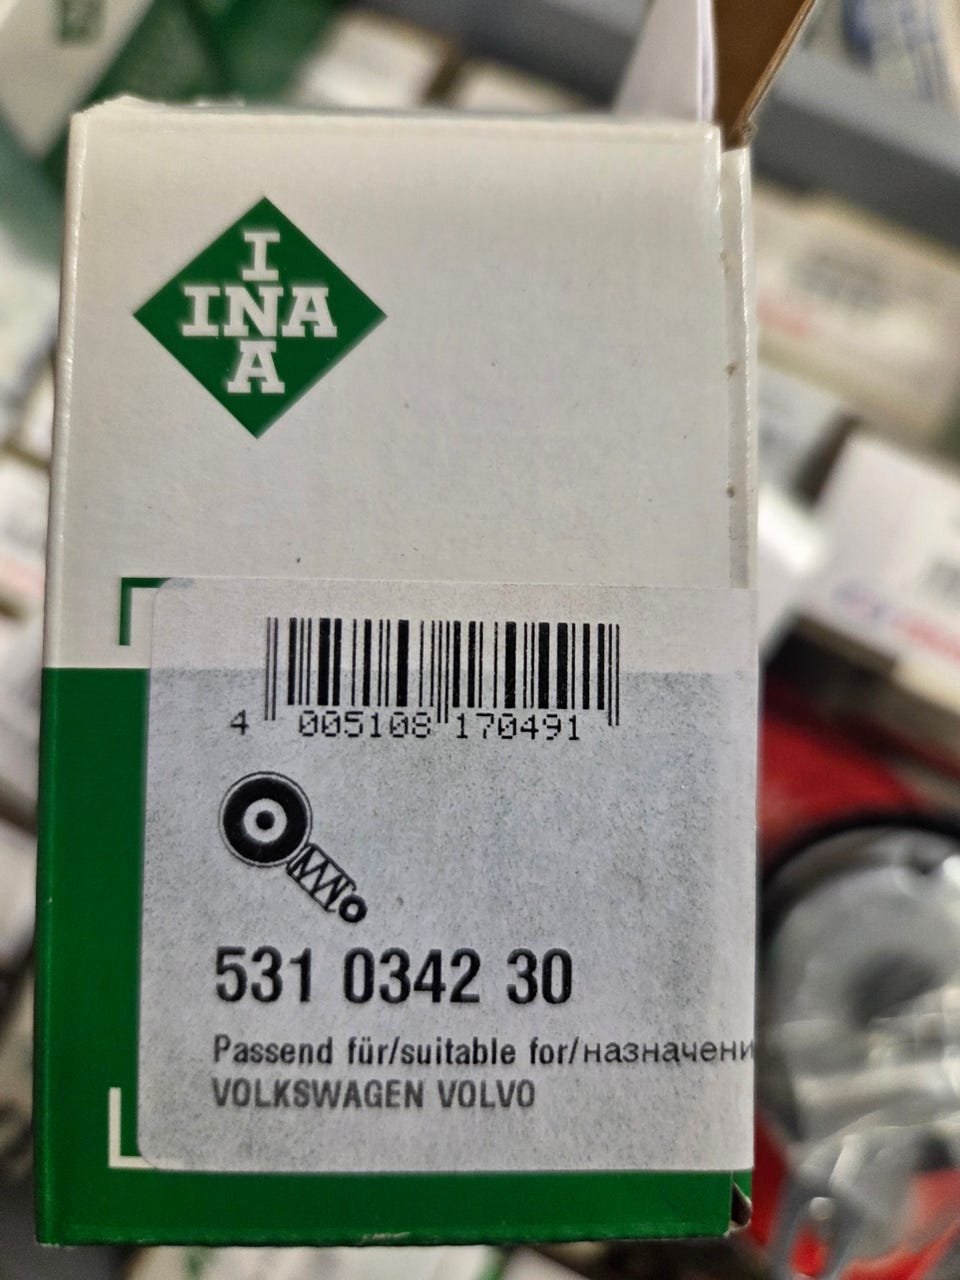 I
INA
A
4 005108 170491
531 0342 30
Passend für/suitable for/назначени
VOLKSWAGEN VOLVO